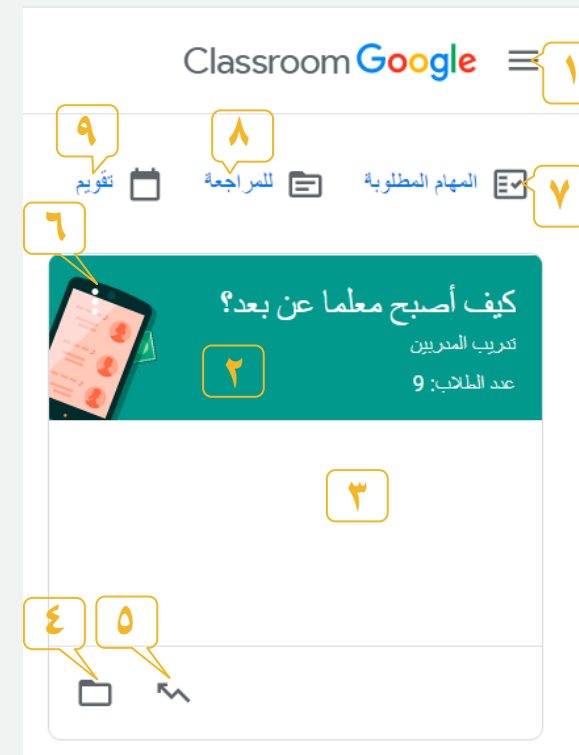 Classroom Google
١
٩
٨
المهام المطلوبة
للمراجعة
تقويم
٧
٦
كيف أصبح معلما عن بعد؟
تدريب المدربين
عدد الطلاب: 9
٢
٣
٤
٥